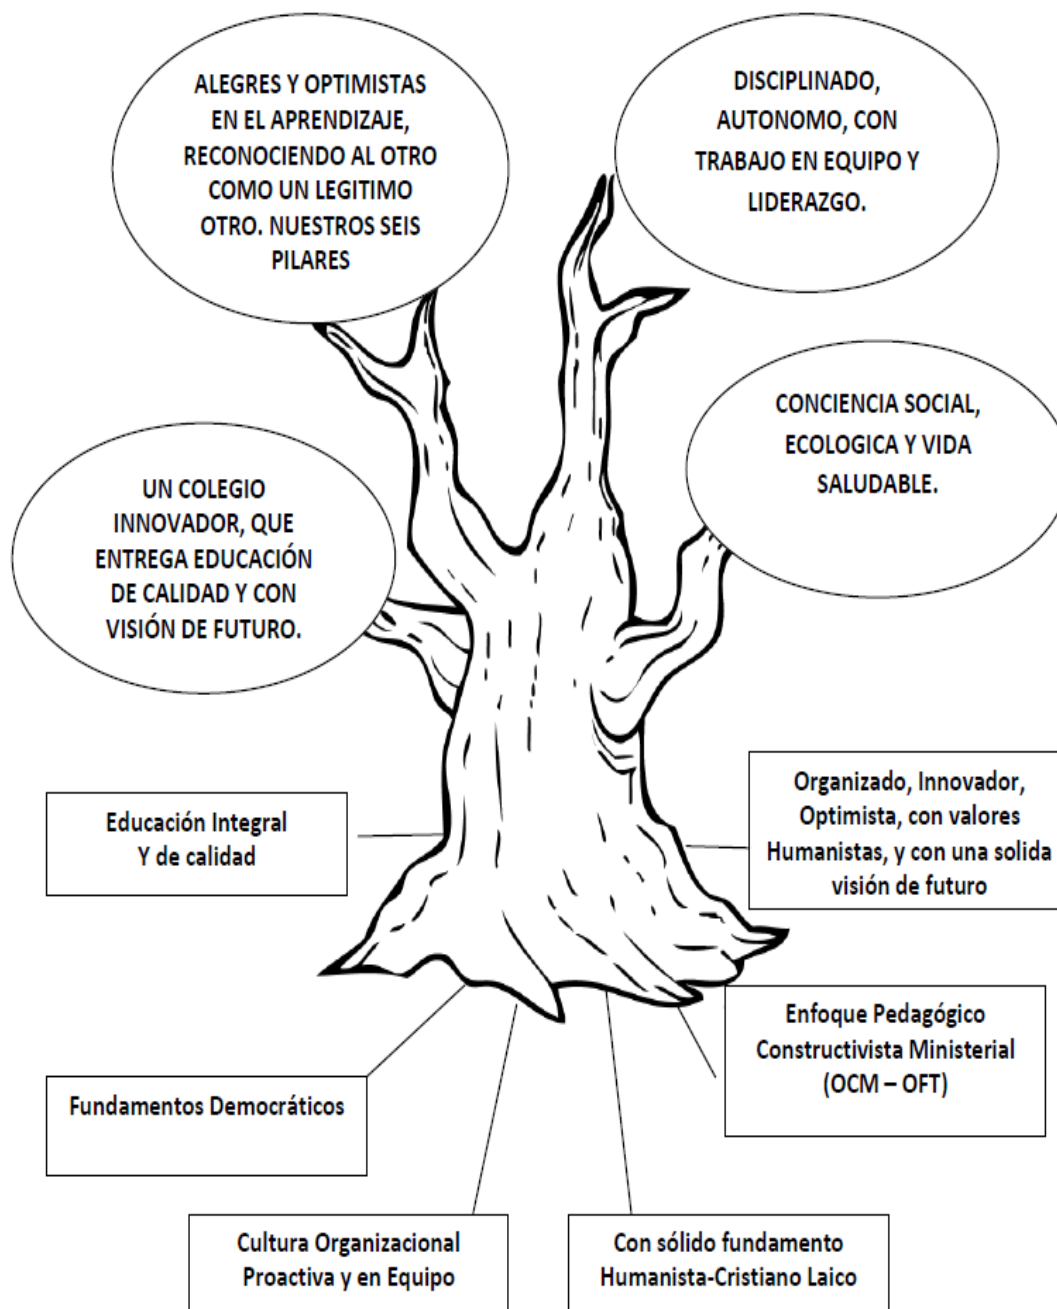 ALEGRES Y OPTIMISTAS
EN EL APRENDIZAJE,
RECONOCIENDO AL OTRO
COMO UN LEGITIMO
OTRO. NUESTROS SEIS
PILARES
DISCIPLINADO,
AUTONOMO, CON
TRABAJO EN EQUIPO Y
LIDERAZGO.
CONCIENCIA SOCIAL,
ECOLOGICA Y VIDA
SALUDABLE.
UN COLEGIO
INNOVADOR, QUE
ENTREGA EDUCACIÓN
DE CALIDAD Y CON
VISIÓN DE FUTURO.
Educación Integral
Y de calidad
Organizado, Innovador,
Optimista, con valores
Humanistas, y con una solida
visión de futuro
Enfoque Pedagógico
Constructivista Ministerial
(OCM – OFT)
Fundamentos Democráticos
Cultura Organizacional
Proactiva y en Equipo
Con sólido fundamento
Humanista-Cristiano Laico